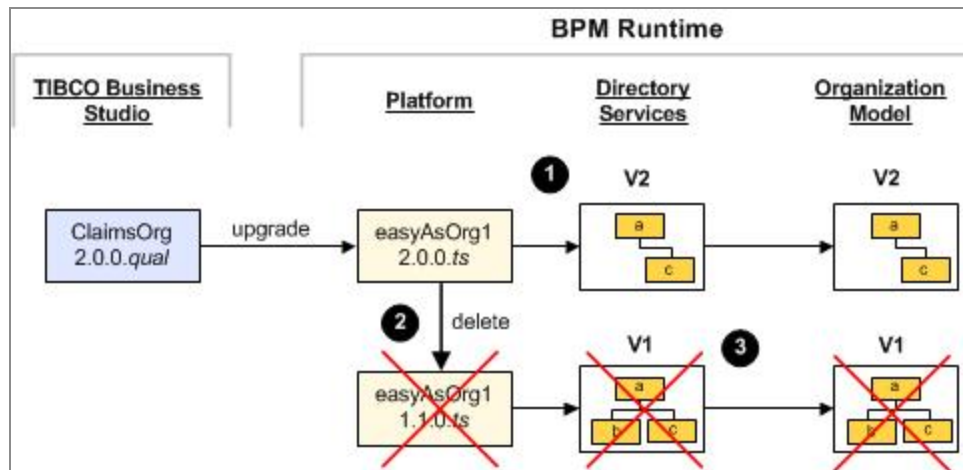 BPM Runtime
TIBCO Business
Studio
Platform
Directory
Services
Organization
Model
1
V2
V2
ClaimsOrg
2.0.0.qual
upgrade
easyAsOrg1
2.0.0.ts
a
c
a
c
2
delete
V1
3
V1
easyAsOrg1
1.1.0.ts
a
b
c
a
b
c